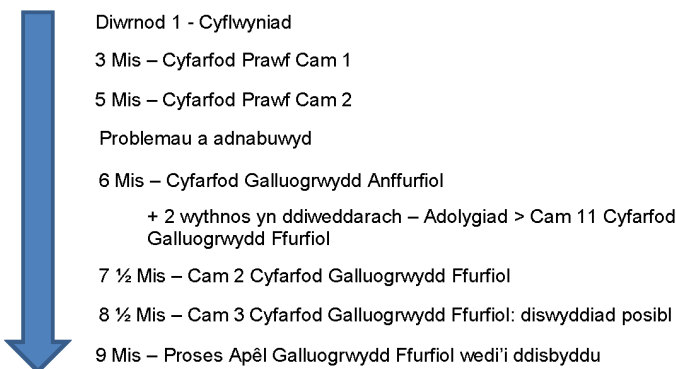 Diwrnod 1 - Cyflwyniad
3 Mis – Cyfarfod Prawf Cam 1
5 Mis – Cyfarfod Prawf Cam 2
Problemau a adnabuwyd
6 Mis – Cyfarfod Galluogrwydd Anffurfiol
+ 2 wythnos yn ddiweddarach – Adolygiad > Cam 11 Cyfarfod
Galluogrwydd Ffurfiol
7 ½ Mis – Cam 2 Cyfarfod Galluogrwydd Ffurfiol
8 ½ Mis – Cam 3 Cyfarfod Galluogrwydd Ffurfiol: diswyddiad posibl
9 Mis – Proses Apêl Galluogrwydd Ffurfiol wedi’i ddisbyddu